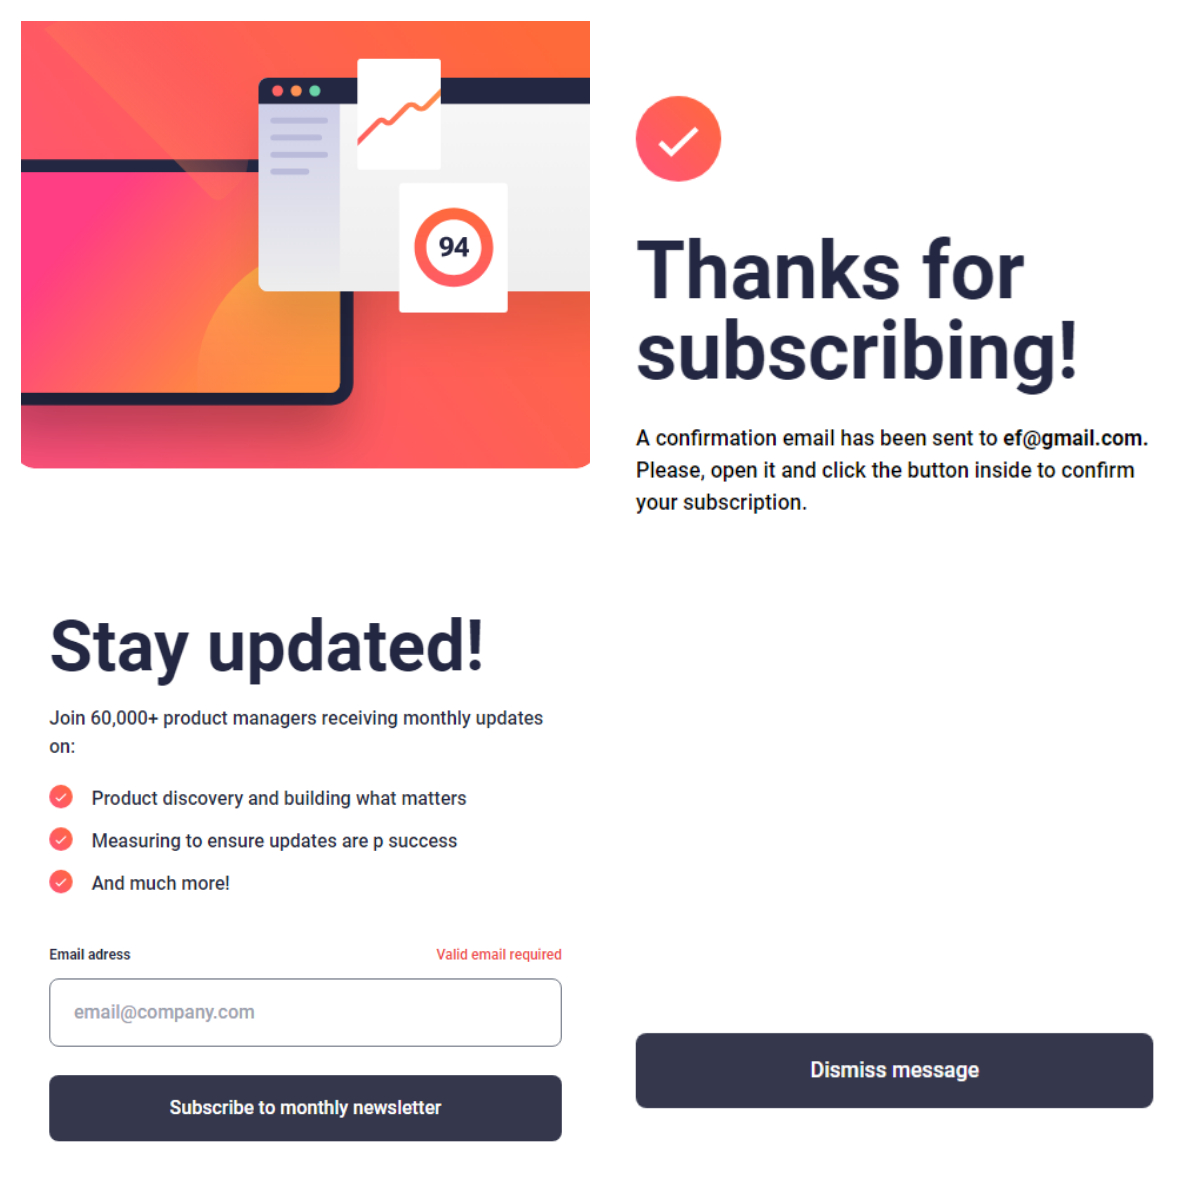 94
Stay updated!
Join 60,000+ product managers receiving monthly updates
on:
Product discovery and building what matters
Measuring to ensure updates are p success
And much more!
Email adress
Valid email required
email@company.com
Subscribe to monthly newsletter
Thanks for
subscribing!
A confirmation email has been sent to ef@gmail.com.
Please, open it and click the button inside to confirm
your subscription.
Dismiss message